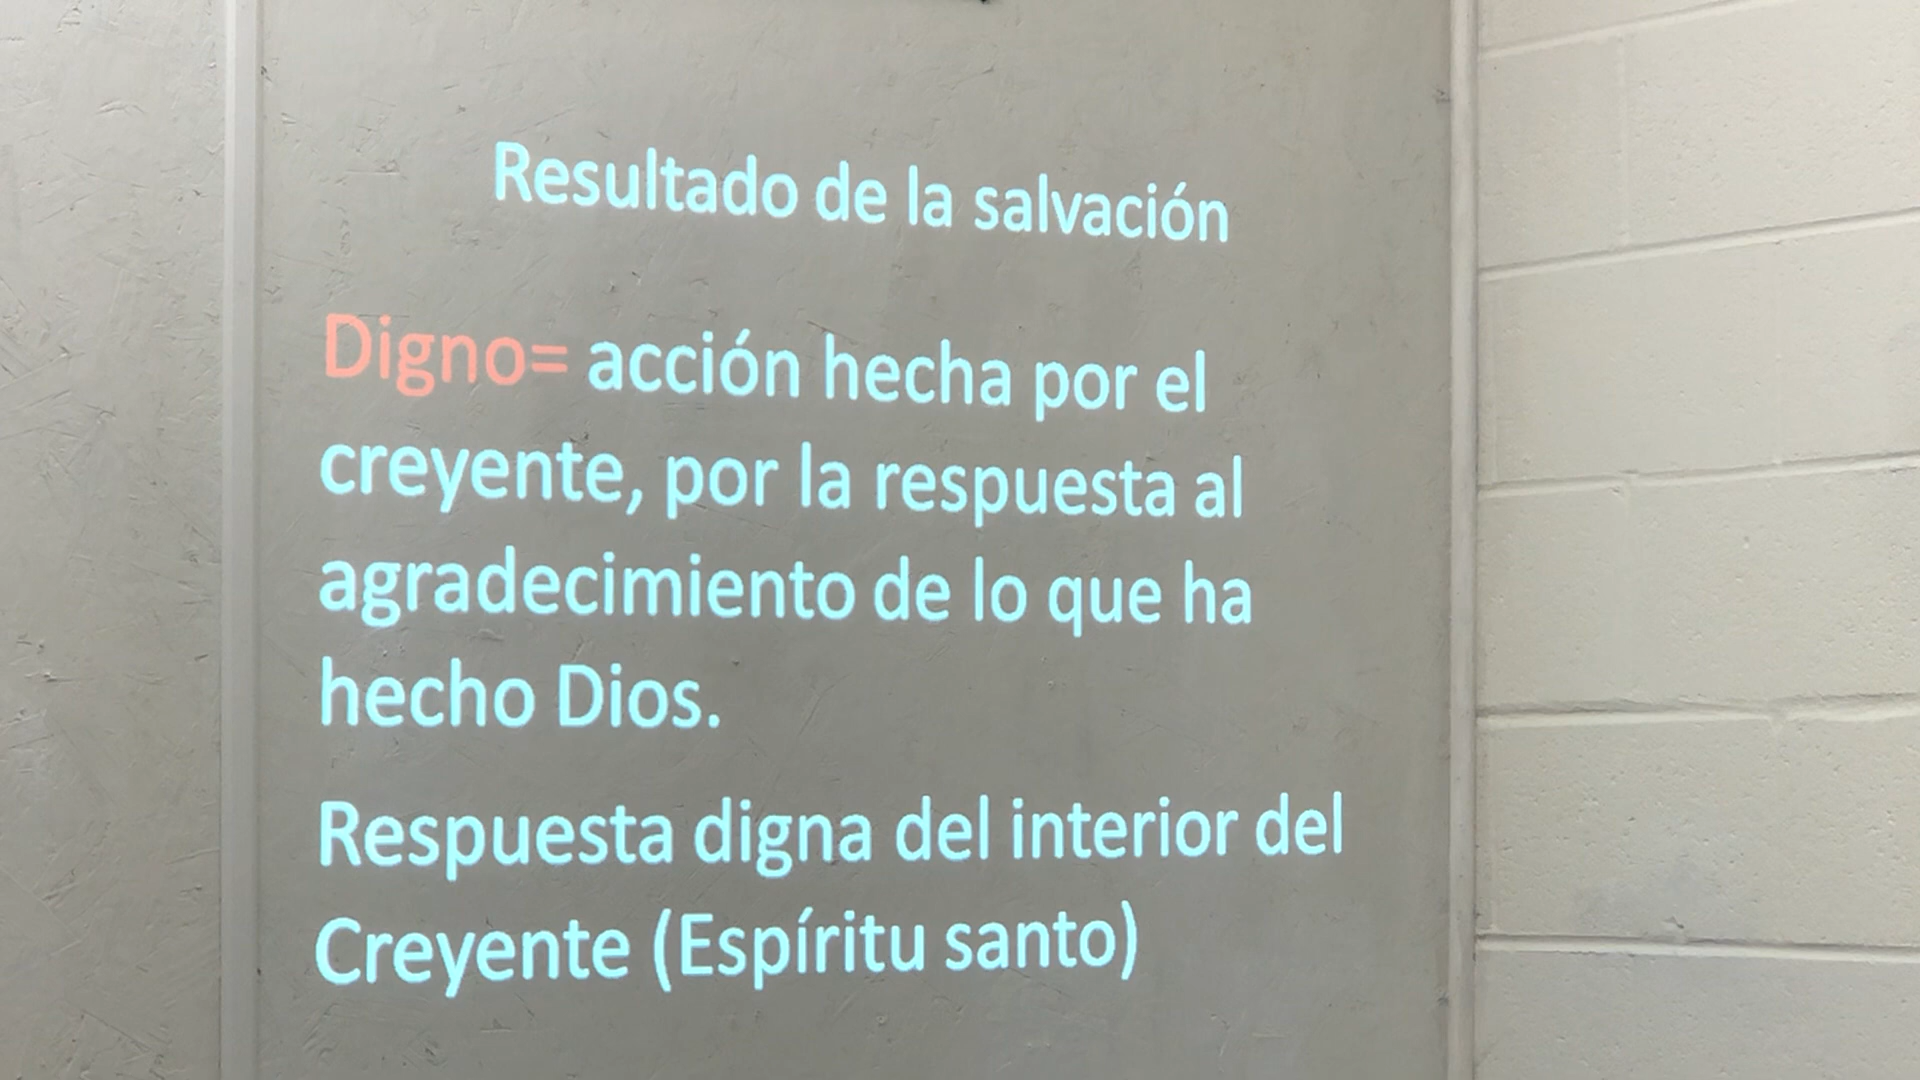 Resultado de la salvación
Digno= acción hecha por el
creyente, por la respuesta al
agradecimiento de lo que ha
hecho Dios.
Respuesta digna del interior del
Creyente (Espíritu santo)